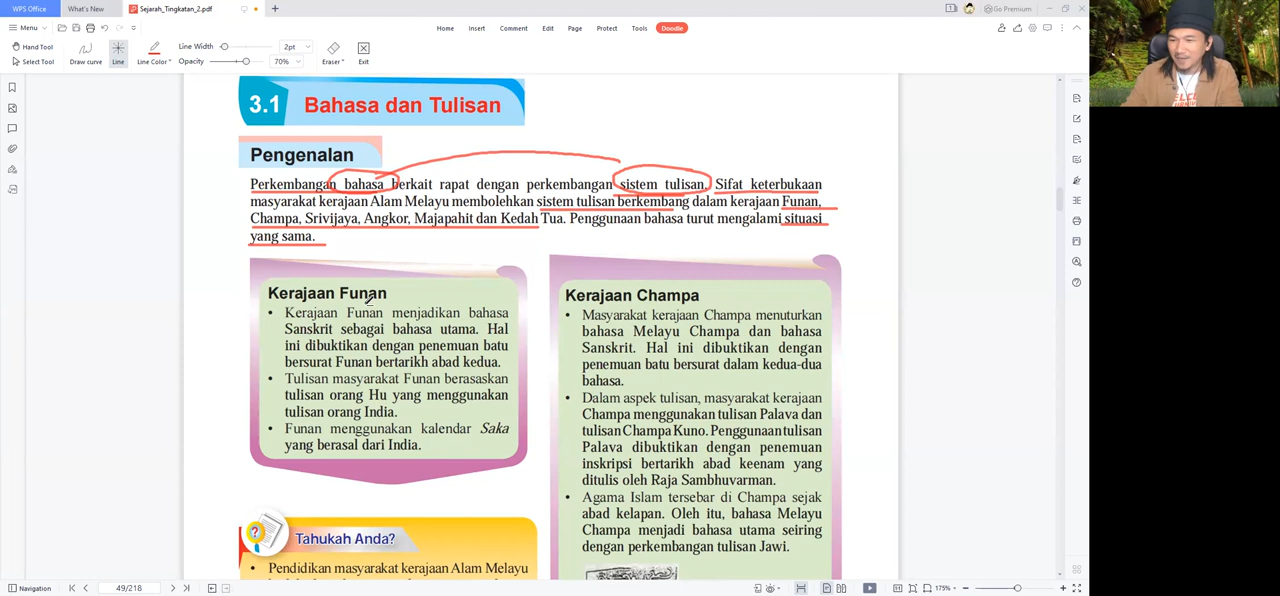 WPS Office
What's New
Sejarah_Tingkatan_2.pdf
Go Premium
Menu
Home
Insert
Comment
Edit
Page
Protect
Tools
Doodle
Hand Tool
Select Tool
Draw curve
Line
Line Color
Line Width
2pt
Opacity
70%
Eraser
Exit
3.1 Bahasa dan Tulisan
Pengenalan
Perkembangan bahasa berkait rapat dengan perkembangan sistem tulisan. Sifat keterbukaan
masyarakat kerajaan Alam Melayu membolehkan sistem tulisan berkembang dalam kerajaan Funan,
Champa, Srivijaya, Angkor, Majapahit dan Kedah Tua. Penggunaan bahasa turut mengalami situasi
yang sama.
Kerajaan Funan
• Kerajaan Funan menjadikan bahasa
Sanskrit sebagai bahasa utama. Hal
ini dibuktikan dengan penemuan batu
bersurat Funan bertarikh abad kedua.
• Tulisan masyarakat Funan berasaskan
tulisan orang Hu yang menggunakan
tulisan orang India.
• Funan menggunakan kalendar Saka
yang berasal dari India.
Kerajaan Champa
• Masyarakat kerajaan Champa menuturkan
bahasa Melayu Champa dan bahasa
Sanskrit. Hal ini dibuktikan dengan
penemuan batu bersurat dalam kedua-dua
bahasa.
• Dalam aspek tulisan, masyarakat kerajaan
Champa menggunakan tulisan Palava dan
tulisan Champa Kuno. Penggunaan tulisan
Palava dibuktikan dengan penemuan
inskripsi bertarikh abad keenam yang
ditulis oleh Raja Sambhuvarman.
• Agama Islam tersebar di Champa sejak
abad kelapan. Oleh itu, bahasa Melayu
Champa menjadi bahasa utama seiring
dengan perkembangan tulisan Jawi.
Tahukah Anda?
• Pendidikan masyarakat kerajaan Alam Melayu
Navigation
49/218
175%